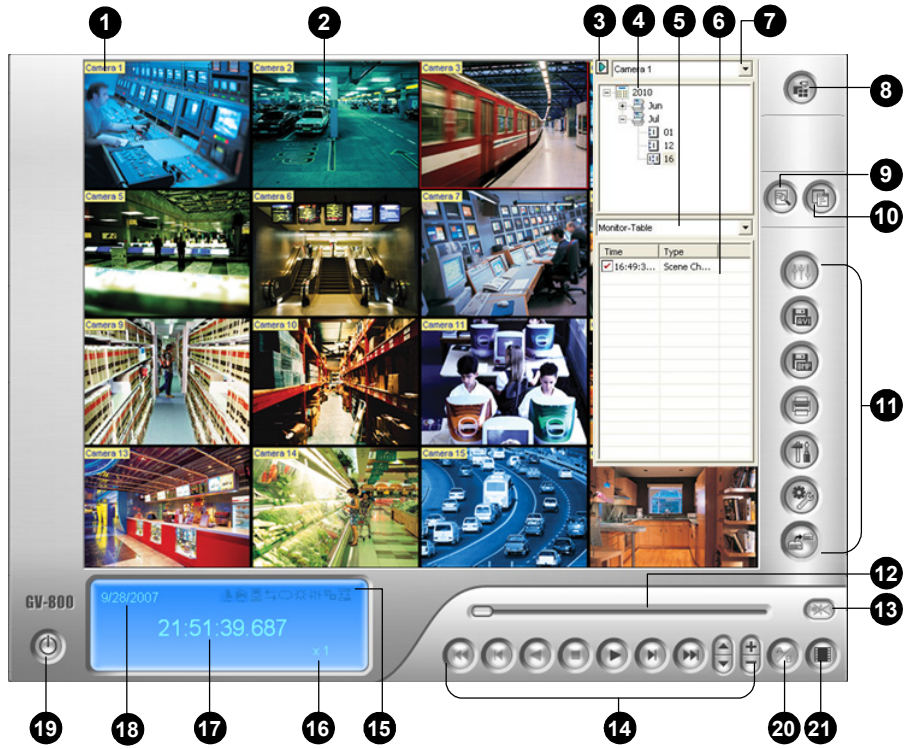 1
2
3
4
5
6
7
Camera 1
Camera 2
Camera 3
Camera 1
2010
Jun
Jul
01
12
16
8
9
10
Camera 5
Camera 6
Camera 7
Monitor-Table
Time Type
16:49:3... Scene Ch...
Camera 9
Camera 10
Camera 11
11
Camera 13
Camera 14
Camera 15
12
13
GV-800
9/28/2007
21:51:39.687
x 1
19
18
17
16
15
14
20
21